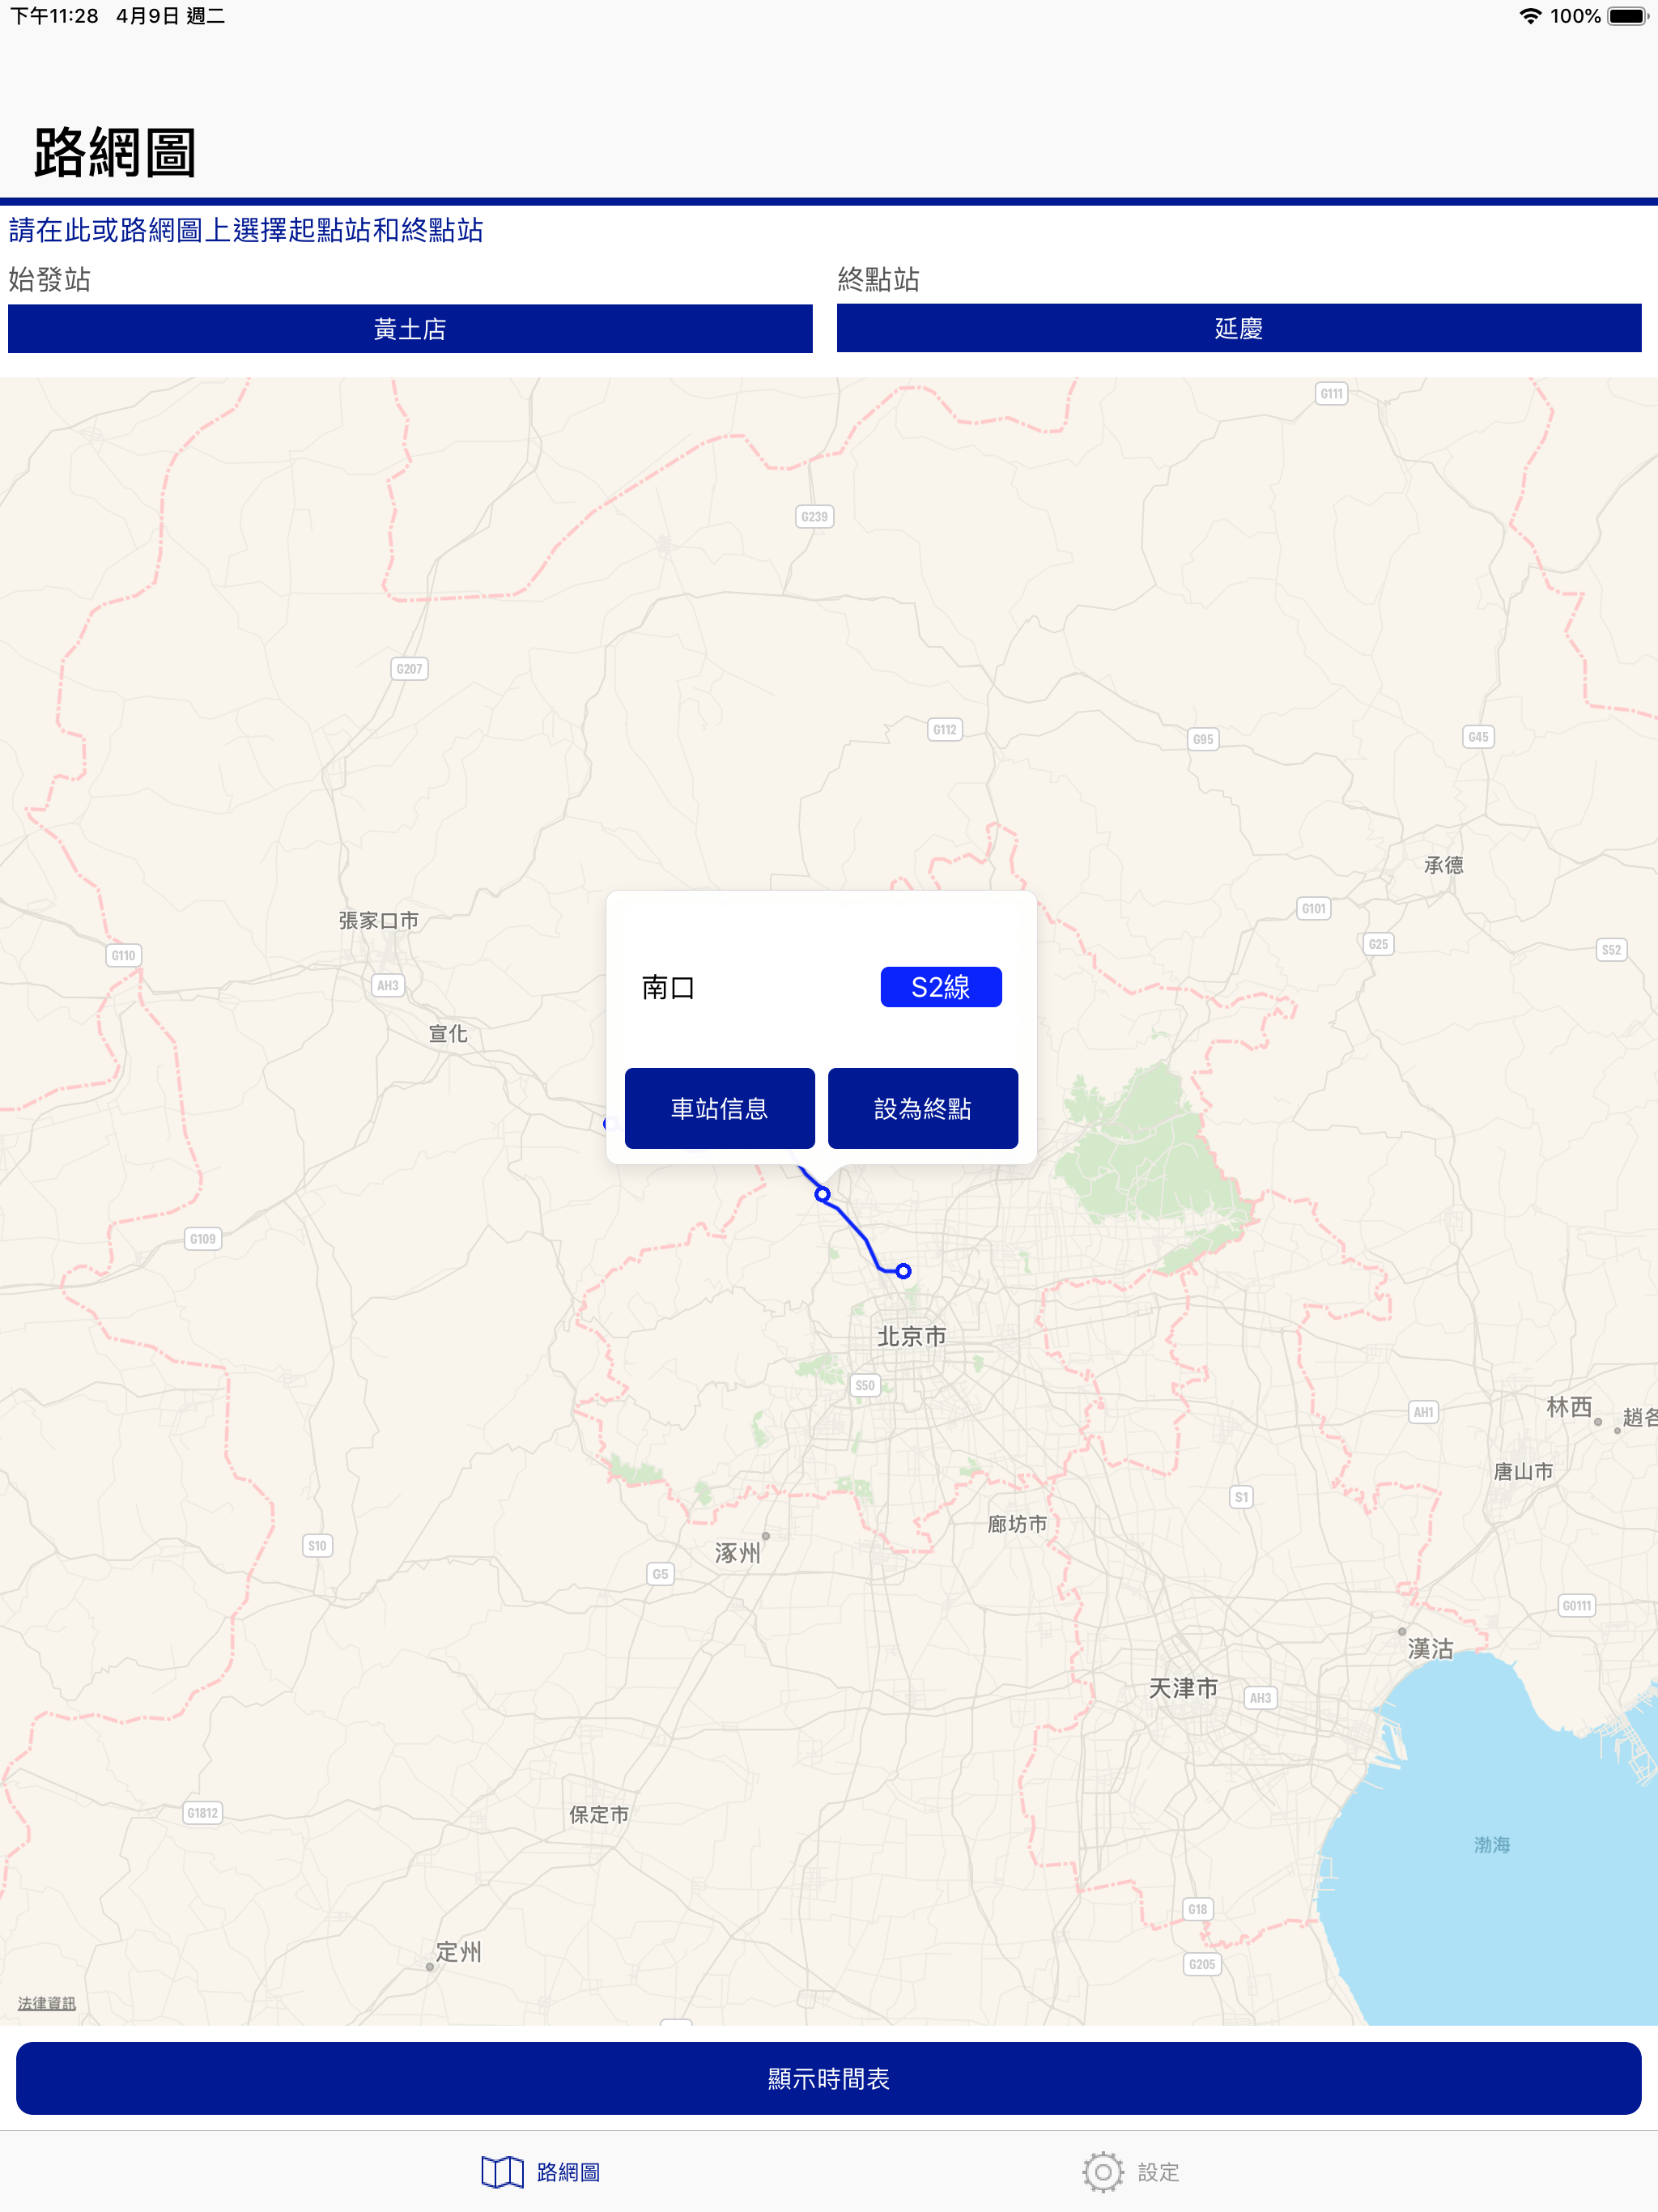 下午11:28 4月9日 週二
100%
路網圖
請在此或路網圖上選擇起點站和終點站
始發站
終點站
黃土店
延慶
G111
G239
G207
G112
G95
G45
承德
G101
張家口市
G25
S52
G110
AH3
宣化
南口
S2線
車站信息
設為終點
G109
北京市
S50
AH1
林西
趙各
唐山市
S1
廊坊市
S10
涿州
G5
G0111
漢沽
天津市
AH3
G1812
保定市
渤海
G18
定州
G205
法律資訊
顯示時間表
路網圖
設定